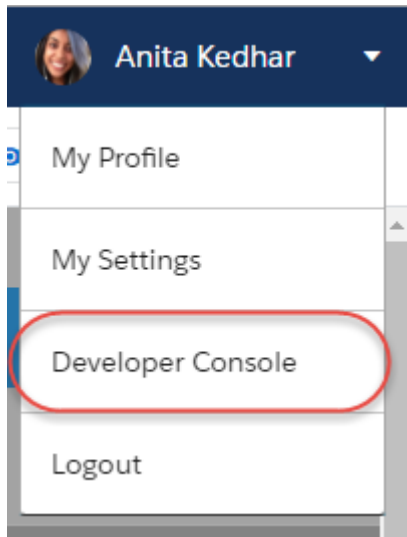 Anita Kedhar
My Profile
My Settings
Developer Console
Logout